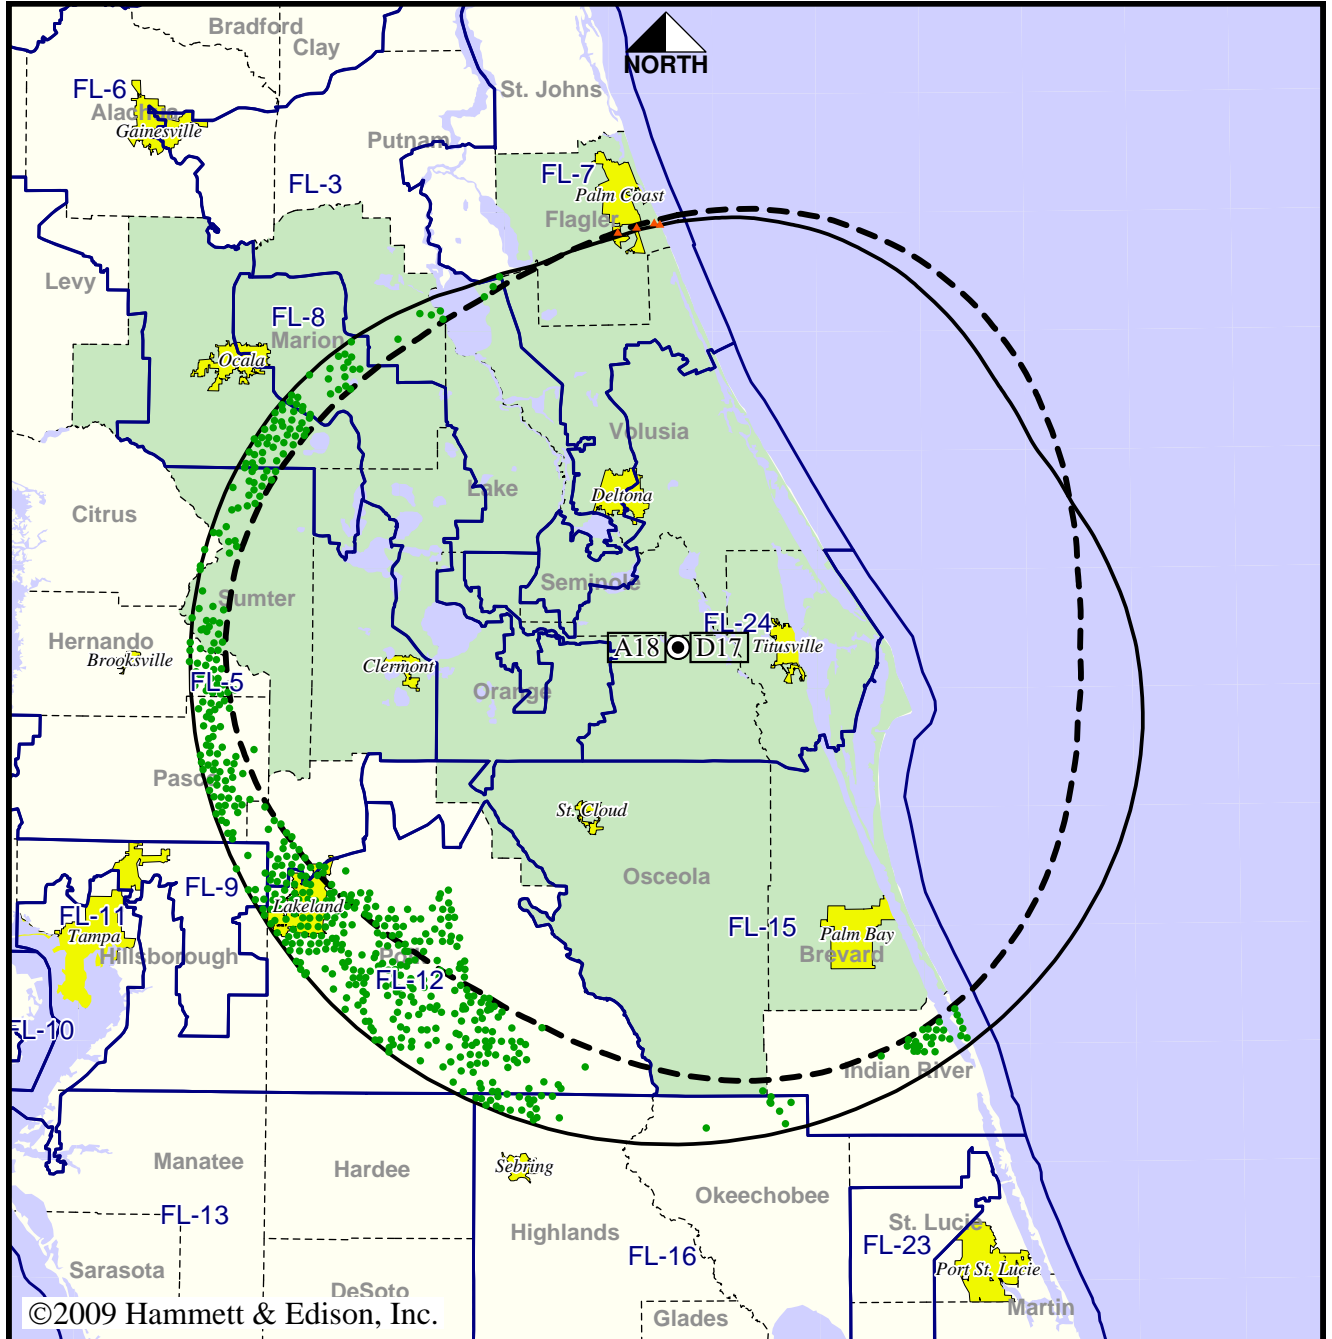 Bradford
Clay
NORTH
FL-6
St. Johns
Alachua
Gainesville
Putnam
FL-7
FL-3
Palm Coast
Flagler
Levy
FL-8
Marion
Ocala
Volusia
Lake
Deltona
Citrus
Seminole
Sumter
FL-24
Hernando
A18
D17
Titusville
Brooksville
Clermont
FL-5
Orange
Pasco
St. Cloud
Osceola
FL-9
Lakeland
FL-11
FL-15
Tampa
Palm Bay
Hillsborough
Polk
Brevard
FL-12
FL-10
Indian River
Manatee
Sebring
Hardee
Okeechobee
FL-13
St. Lucie
Highlands
FL-23
FL-16
Sarasota
Port St. Lucie
DeSoto
Martin
©2009 Hammett & Edison, Inc.
Glades